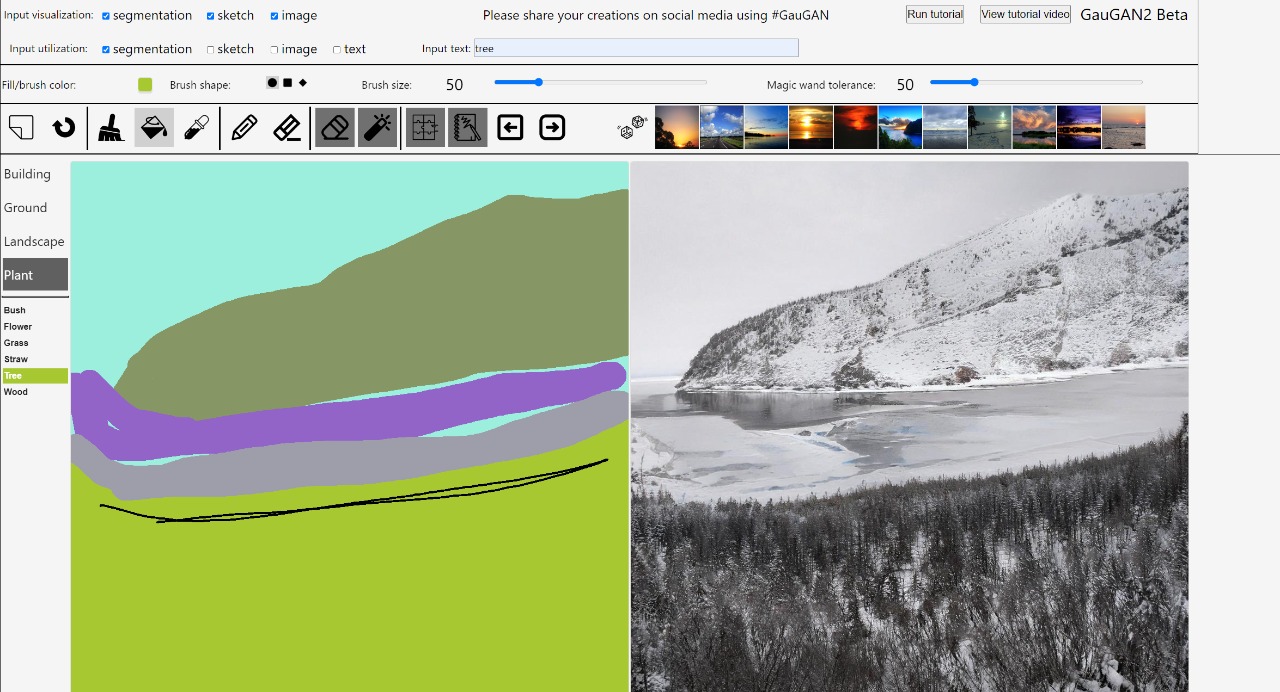 Input visualization: segmentation sketch image Please share your creations on social media using #GauGAN Run tutorial View tutorial video GauGAN2 Beta
Input utilization: segmentation sketch image text Input text: tree
Fill/brush color: Brush shape: Brush size: 50 Magic wand tolerance: 50
Building
Ground
Landscape
Plant
Bush
Flower
Grass
Straw
Tree
Wood